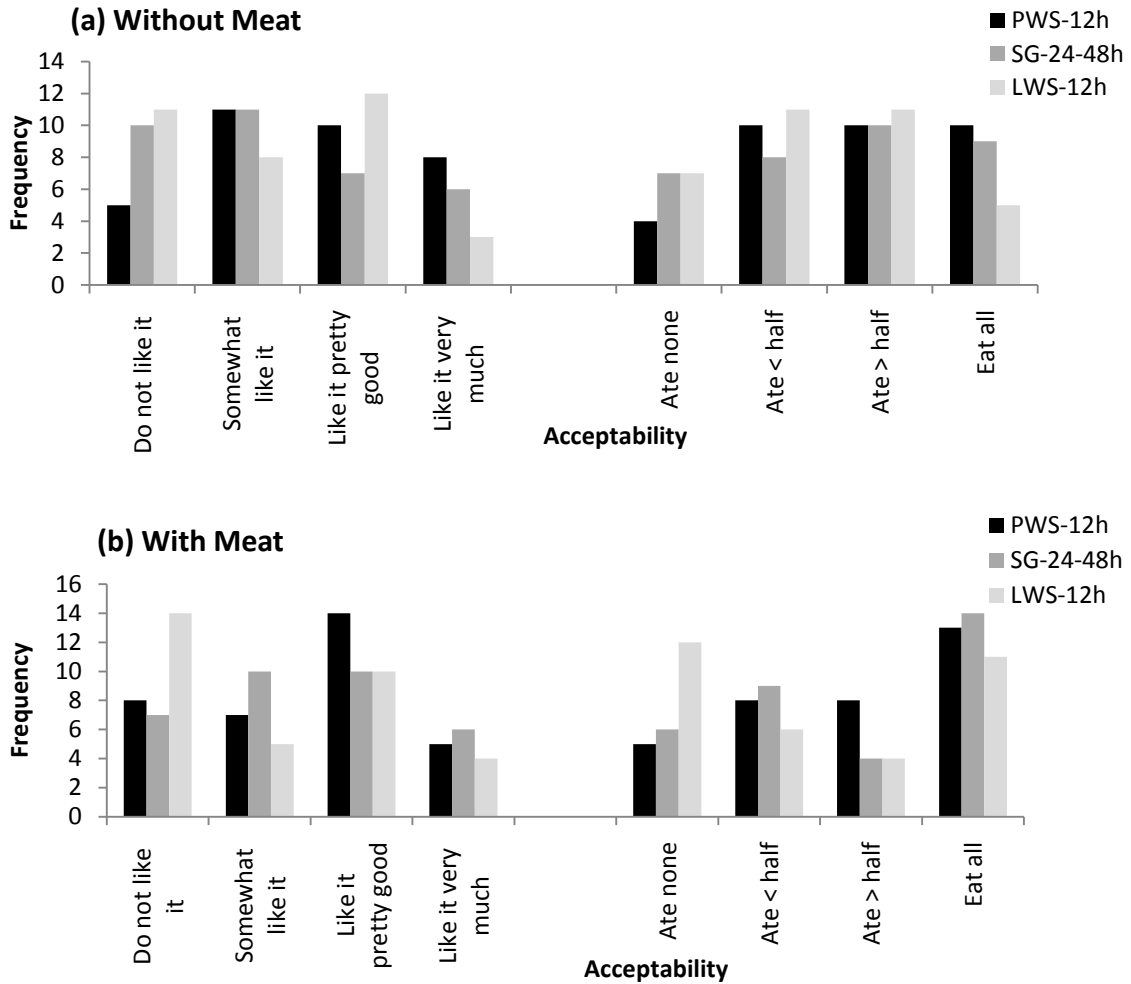 (a) Without Meat
PWS-12h
SG-24-48h
LWS-12h
Frequency
14
12
10
8
6
4
2
0
Do not like it
Somewhat
like it
Like it pretty
good
Like it very
much
Ate none
Ate < half
Ate > half
Eat all
Acceptability
(b) With Meat
PWS-12h
SG-24-48h
LWS-12h
Frequency
16
14
12
10
8
6
4
2
0
Do not like
it
Somewhat
like it
Like it
pretty good
Like it very
much
Ate none
Ate < half
Ate > half
Eat all
Acceptability